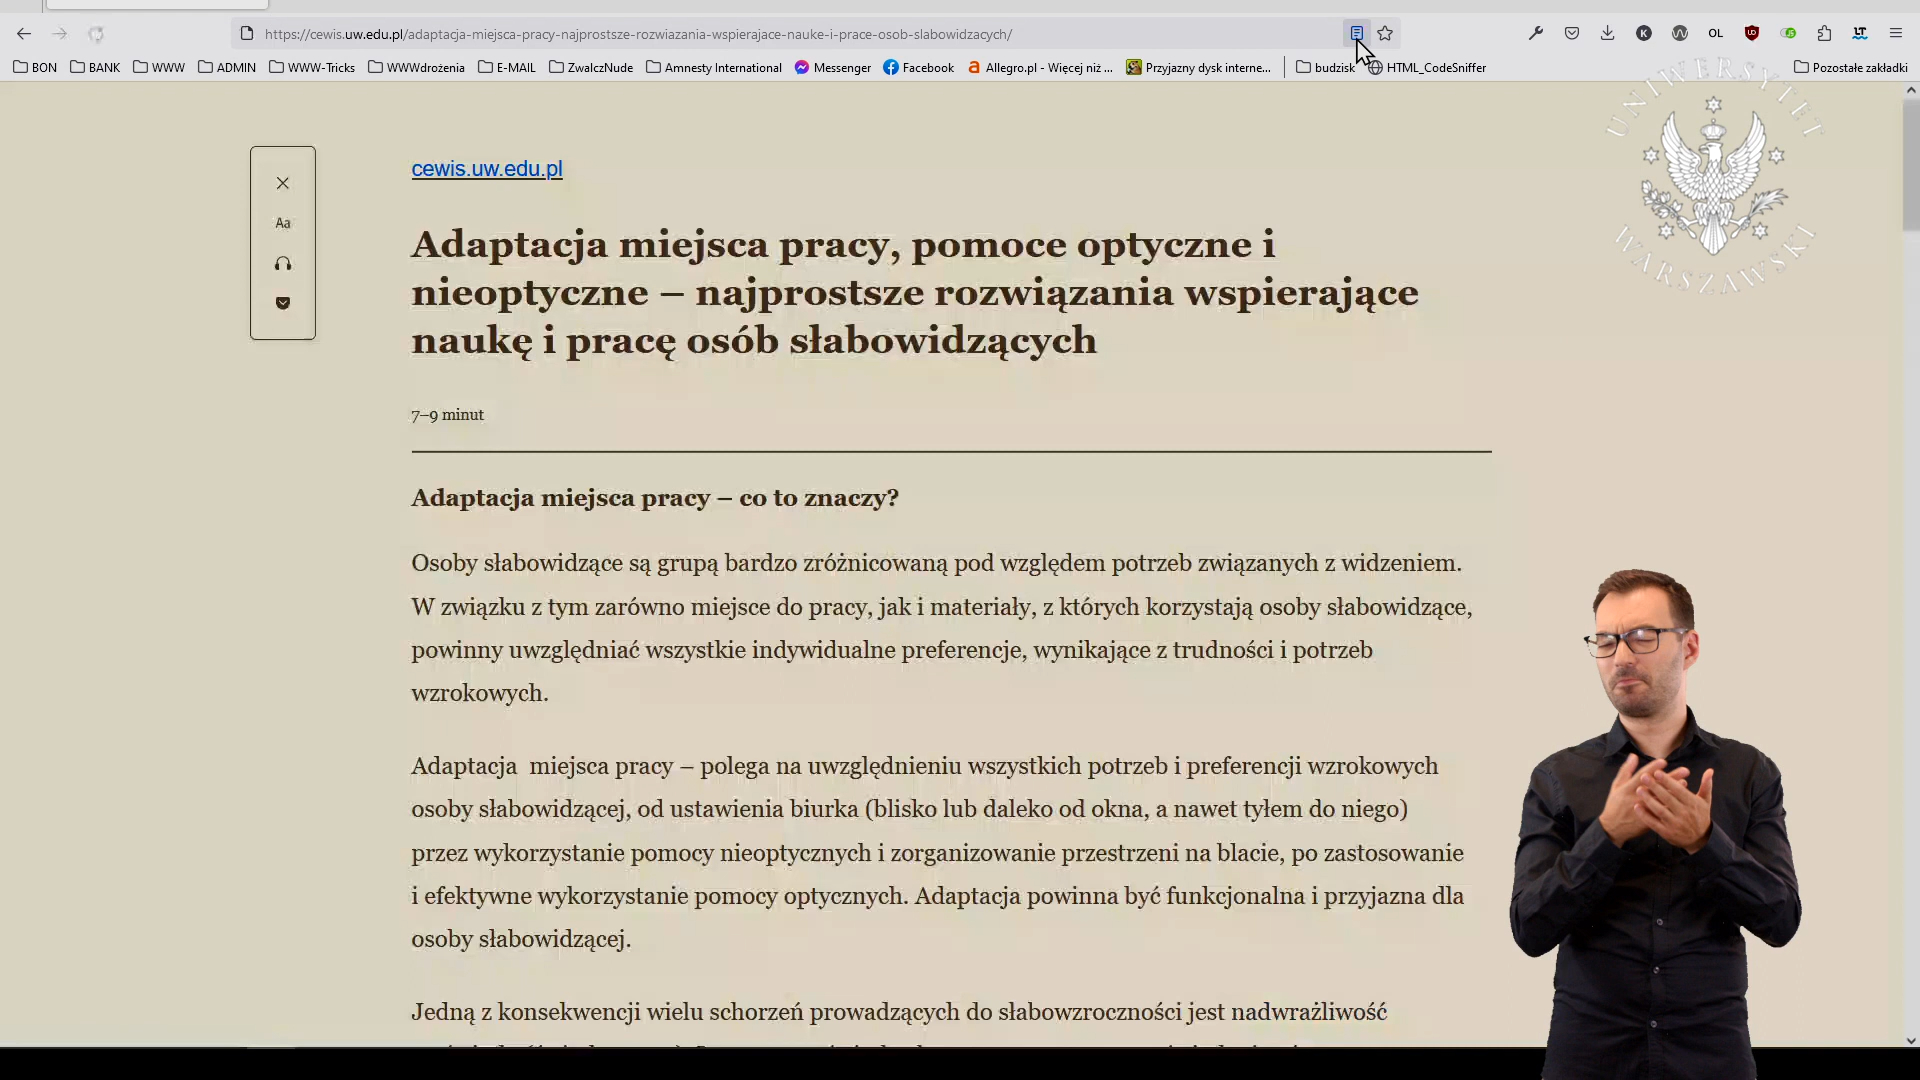 https://cewis.uw.edu.pl/adaptacja-miejsca-pracy-najprostsze-rozwiazania-wspierajace-nauke-i-prace-osob-slabowidzacych/
BON BANK WWW ADMIN WWW-Tricks WWWdrożenia E-MAIL ZwalczNude Amnesty International Messenger Facebook Allegro.pl - Więcej niż ... Przyjazny dysk interne... budzisk HTML_CodeSniffer Pozostałe zakładki
UNIWERSYTET
WARSZAWSKI
Aa
cewis.uw.edu.pl
Adaptacja miejsca pracy, pomoce optyczne i
nieoptyczne – najprostsze rozwiązania wspierające
naukę i pracę osób słabowidzących
7–9 minut
Adaptacja miejsca pracy – co to znaczy?
Osoby słabowidzące są grupą bardzo zróżnicowaną pod względem potrzeb związanych z widzeniem.
W związku z tym zarówno miejsce do pracy, jak i materiały, z których korzystają osoby słabowidzące,
powinny uwzględniać wszystkie indywidualne preferencje, wynikające z trudności i potrzeb
wzrokowych.
Adaptacja miejsca pracy – polega na uwzględnieniu wszystkich potrzeb i preferencji wzrokowych
osoby słabowidzącej, od ustawienia biurka (blisko lub daleko od okna, a nawet tyłem do niego)
przez wykorzystanie pomocy nieoptycznych i zorganizowanie przestrzeni na blacie, po zastosowanie
i efektywne wykorzystanie pomocy optycznych. Adaptacja powinna być funkcjonalna i przyjazna dla
osoby słabowidzącej.
Jedną z konsekwencji wielu schorzeń prowadzących do słabowzroczności jest nadwrażliwość